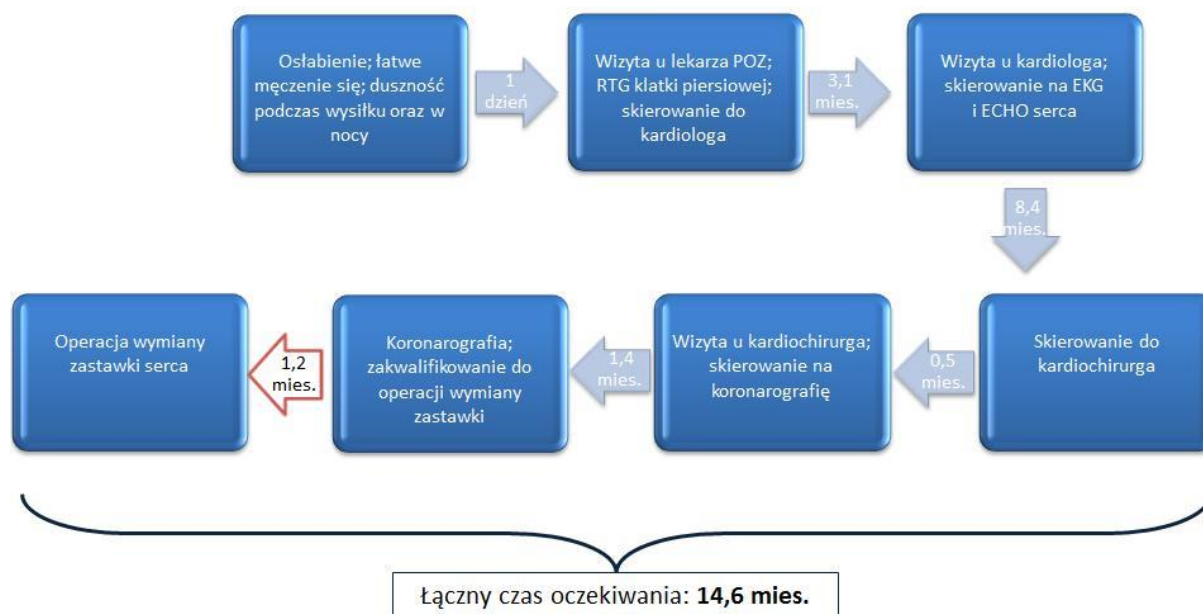 Osłabienie; łatwe
męczenie się; duszność
podczas wysiłku oraz w
nocy
1
dzień
Wizyta u lekarza POZ;
RTG klatki piersiowej;
skierowanie do
kardiologa
3,1
mies.
Wizyta u kardiologa;
skierowanie na EKG
i ECHO serca
8,4
mies.
Skierowanie do
kardiochirurga
0,5
mies.
Wizyta u kardiochirurga;
skierowanie na
koronarografię
1,4
mies.
Koronarografia;
zakwalifikowanie do
operacji wymiany
zastawki
1,2
mies.
Operacja wymiany
zastawki serca
Łączny czas oczekiwania: 14,6 mies.